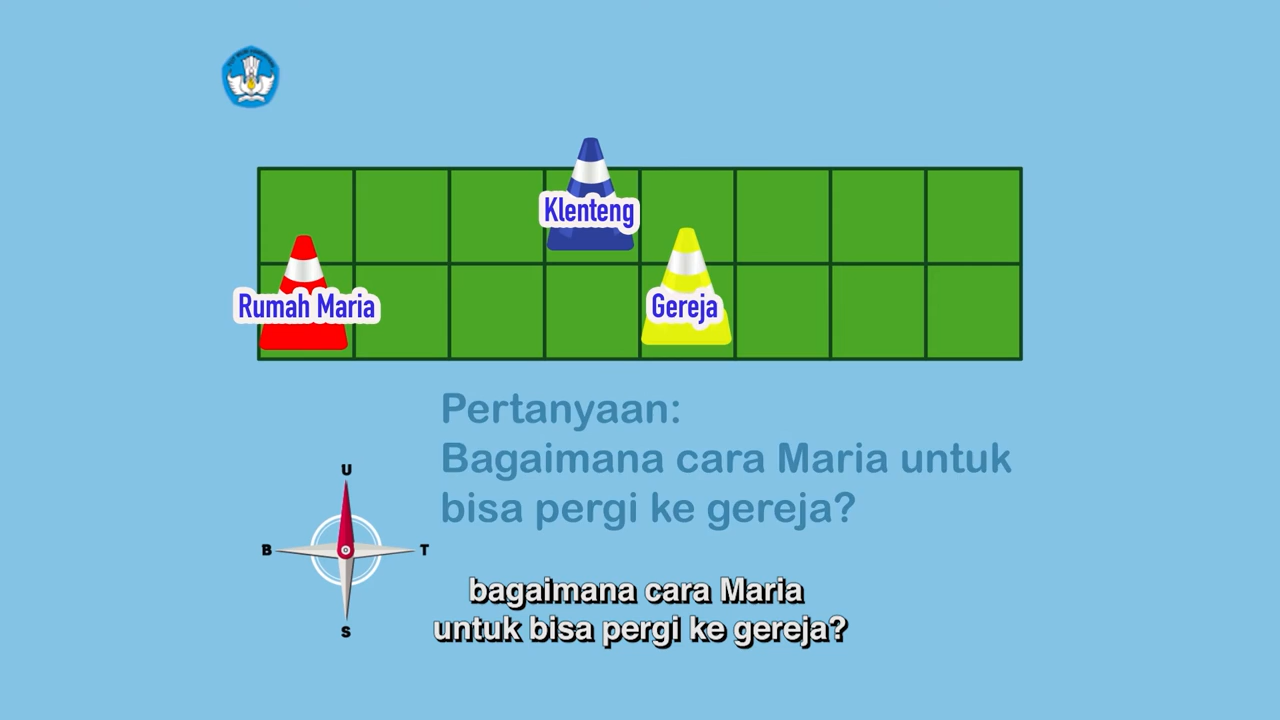 Klenteng
Rumah Maria
Gereja
Pertanyaan:
Bagaimana cara Maria untuk
bisa pergi ke gereja?
U
B
T
S
bagaimana cara Maria
untuk bisa pergi ke gereja?